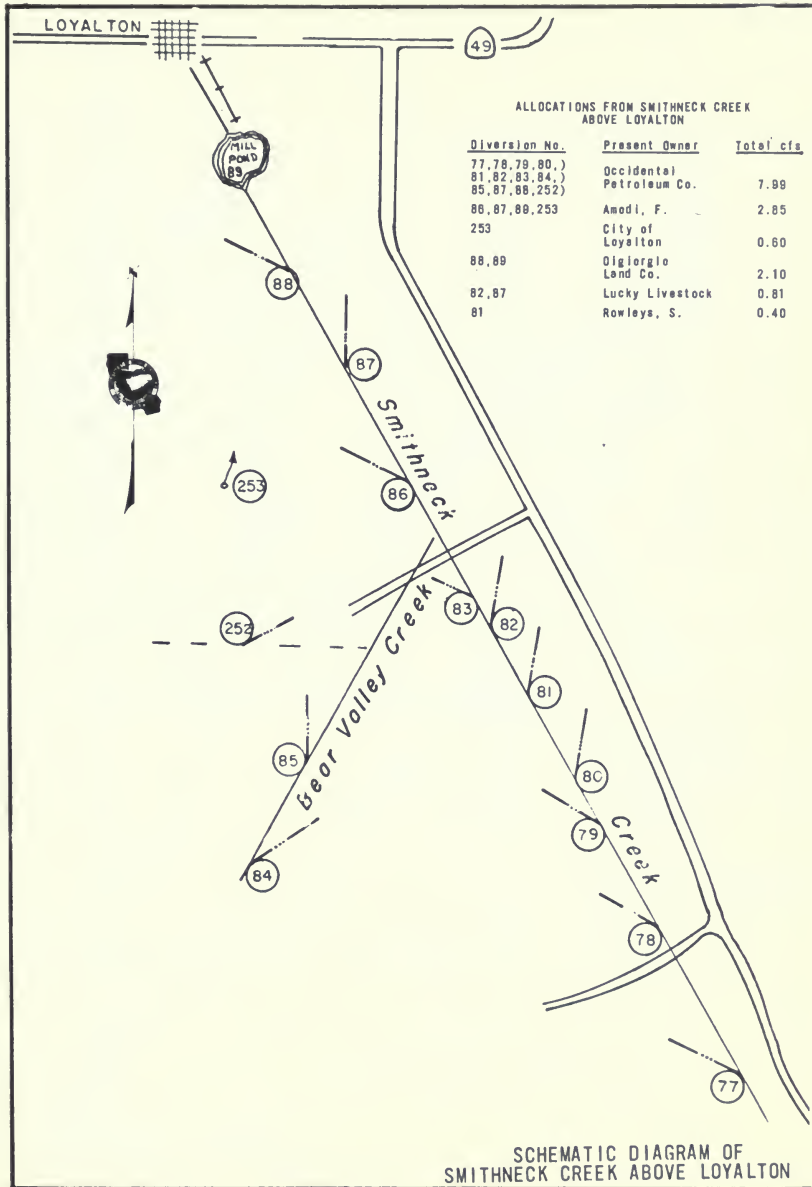 LOYALTON
49
ALLOCATIONS FROM SMITHNECK CREEK
ABOVE LOYALTON
Diversion No. Present Owner Total cfs
77,78,79,80,)
81,82,83,84,) Occidental
85,87,88,252) Petroleum Co. 7.99
86,87,89,253 Amodi, F. 2.85
253 City of
Loyalton 0.60
88,89 Digiorgio
Land Co. 2.10
82,87 Lucky Livestock 0.81
81 Rowleys, S. 0.40
MILL
POND
89
88
87
Smithneck
86
253
83
82
252
81
Bear Valley Creek
85
80
79
Creek
84
78
77
SCHEMATIC DIAGRAM OF
SMITHNECK CREEK ABOVE LOYALTON